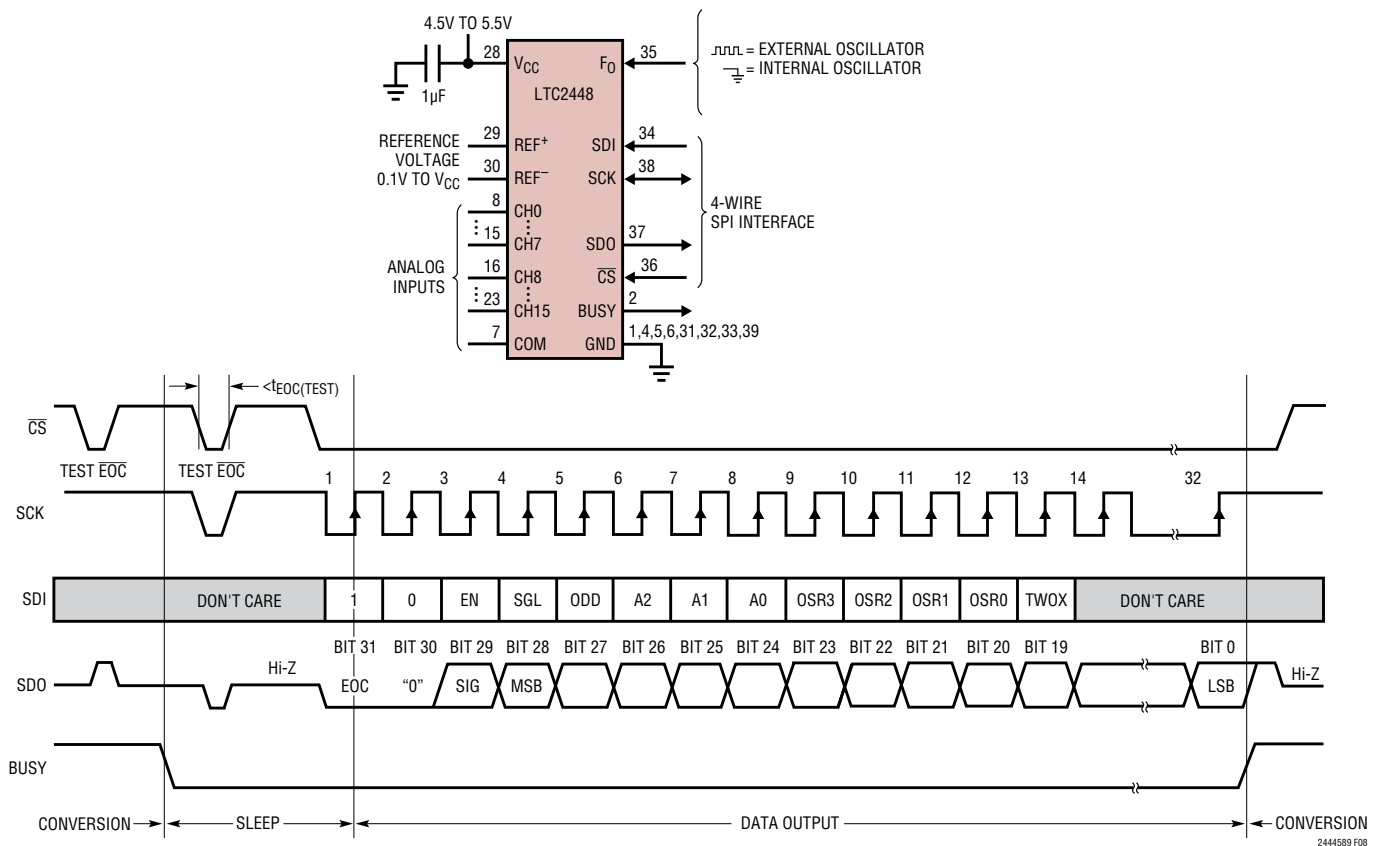 4.5V TO 5.5V
1µF
28
VCC
FO
35
= EXTERNAL OSCILLATOR
= INTERNAL OSCILLATOR
LTC2448
REFERENCE
VOLTAGE
0.1V TO VCC
29
REF+
30
REF–
SDI
34
SCK
38
4-WIRE
SPI INTERFACE
ANALOG
INPUTS
8
CH0
15
CH7
16
CH8
23
CH15
7
COM
SDO
37
CS
36
BUSY
2
GND
1,4,5,6,31,32,33,39
<tEOC(TEST)
CS
TEST EOC
TEST EOC
SCK
1 2 3 4 5 6 7 8 9 10 11 12 13 14 32
SDI
DON'T CARE 1 0 EN SGL ODD A2 A1 A0 OSR3 OSR2 OSR1 OSR0 TWOX DON'T CARE
BIT 31 BIT 30 BIT 29 BIT 28 BIT 27 BIT 26 BIT 25 BIT 24 BIT 23 BIT 22 BIT 21 BIT 20 BIT 19 BIT 0
SDO
Hi-Z EOC “0” SIG MSB LSB Hi-Z
BUSY
CONVERSION SLEEP DATA OUTPUT CONVERSION
2444589 F08